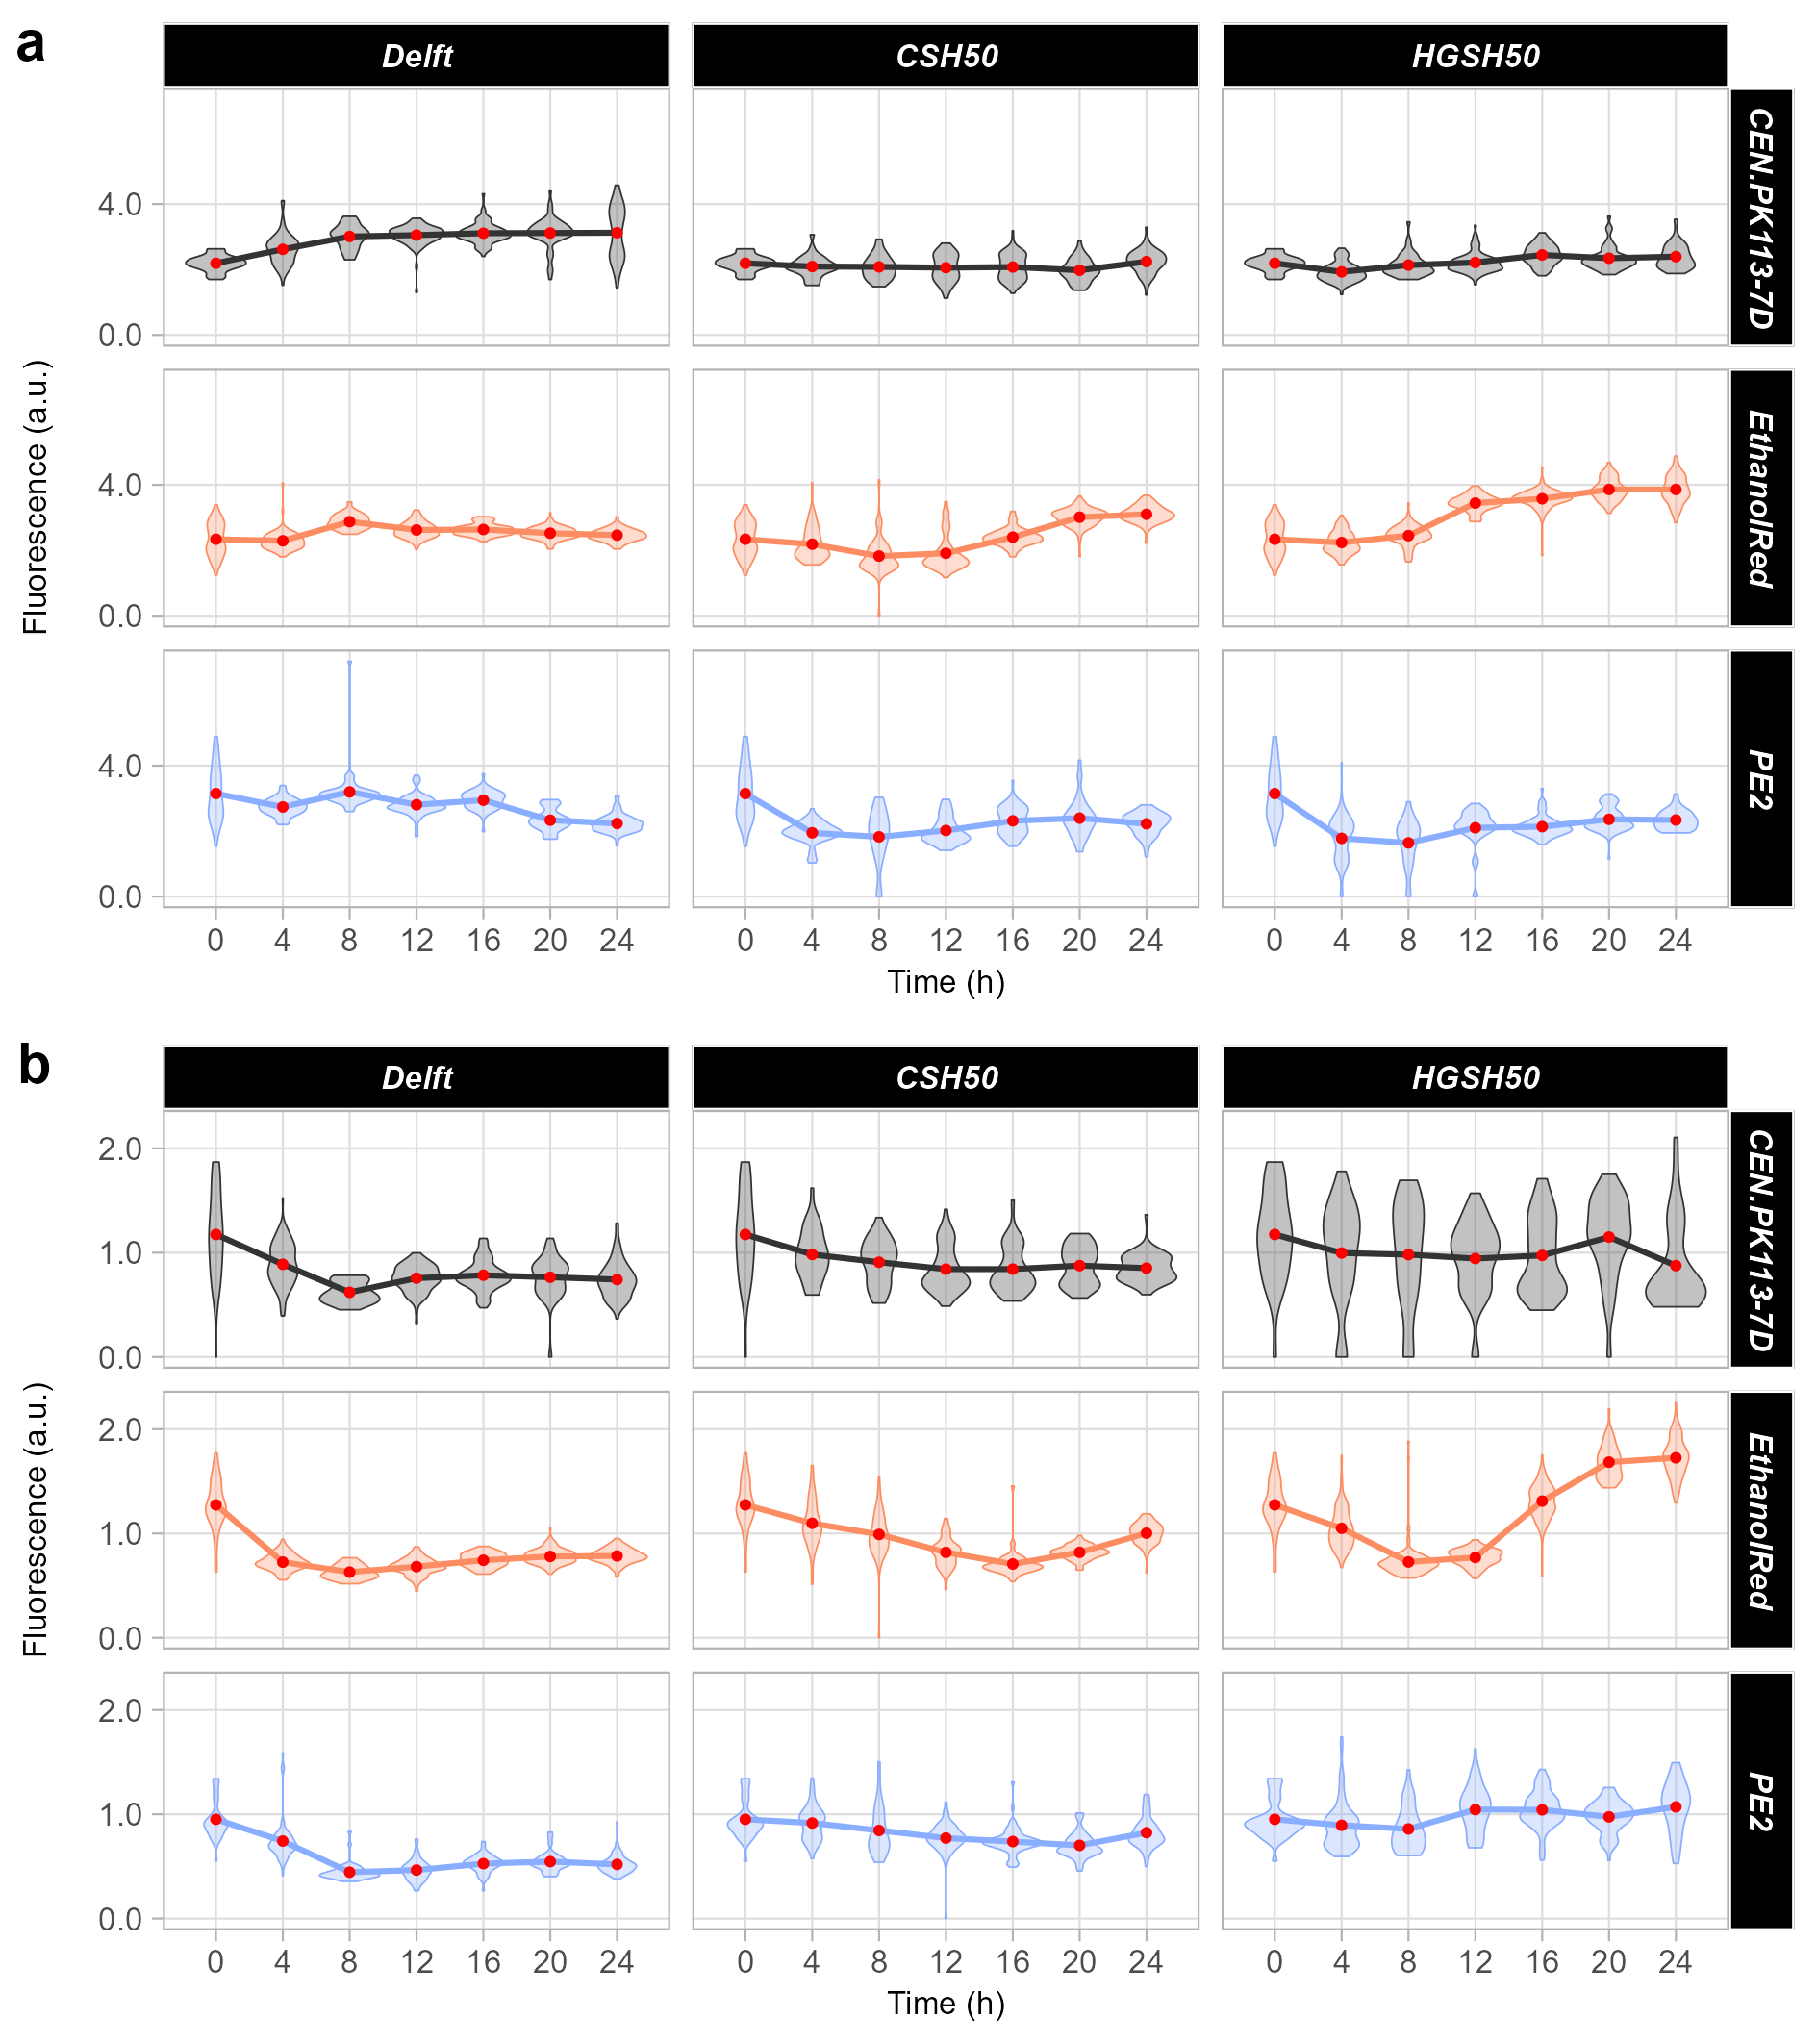 a
Delft CSH50 HGSH50
CEN.PK113-7D
4.0
0.0
EthanolRed
4.0
0.0
PE2
4.0
0.0
Fluorescence (a.u.)
0 4 8 12 16 20 24 0 4 8 12 16 20 24 0 4 8 12 16 20 24
Time (h)
b
Delft CSH50 HGSH50
CEN.PK113-7D
2.0
1.0
0.0
EthanolRed
2.0
1.0
0.0
PE2
2.0
1.0
0.0
Fluorescence (a.u.)
0 4 8 12 16 20 24 0 4 8 12 16 20 24 0 4 8 12 16 20 24
Time (h)